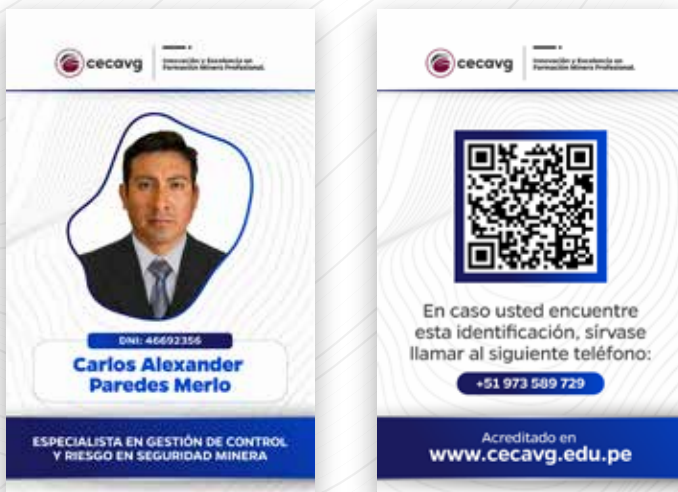 cecavg
Innovación y Excelencia en
Formación Minera Profesional.
DNI: 46692356
Carlos Alexander
Paredes Merlo
ESPECIALISTA EN GESTIÓN DE CONTROL
Y RIESGO EN SEGURIDAD MINERA
cecavg
Innovación y Excelencia en
Formación Minera Profesional.
En caso usted encuentre
esta identificación, sírvase
llamar al siguiente teléfono:
+51 973 589 729
Acreditado en
www.cecavg.edu.pe